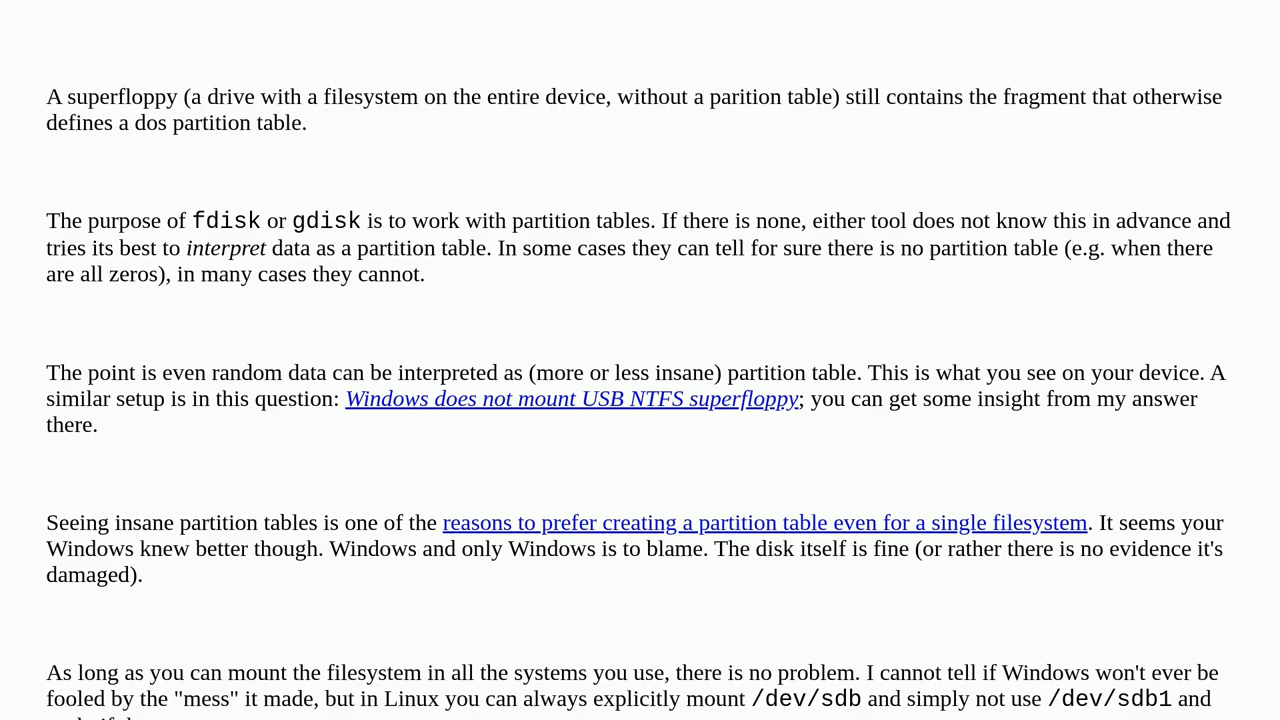 A superfloppy (a drive with a filesystem on the entire device, without a parition table) still contains the fragment that otherwise
defines a dos partition table.
The purpose of fdisk or gdisk is to work with partition tables. If there is none, either tool does not know this in advance and
tries its best to interpret data as a partition table. In some cases they can tell for sure there is no partition table (e.g. when there
are all zeros), in many cases they cannot.
The point is even random data can be interpreted as (more or less insane) partition table. This is what you see on your device. A
similar setup is in this question: Windows does not mount USB NTFS superfloppy; you can get some insight from my answer
there.
Seeing insane partition tables is one of the reasons to prefer creating a partition table even for a single filesystem. It seems your
Windows knew better though. Windows and only Windows is to blame. The disk itself is fine (or rather there is no evidence it's
damaged).
As long as you can mount the filesystem in all the systems you use, there is no problem. I cannot tell if Windows won't ever be
fooled by the "mess" it made, but in Linux you can always explicitly mount /dev/sdb and simply not use /dev/sdb1 and